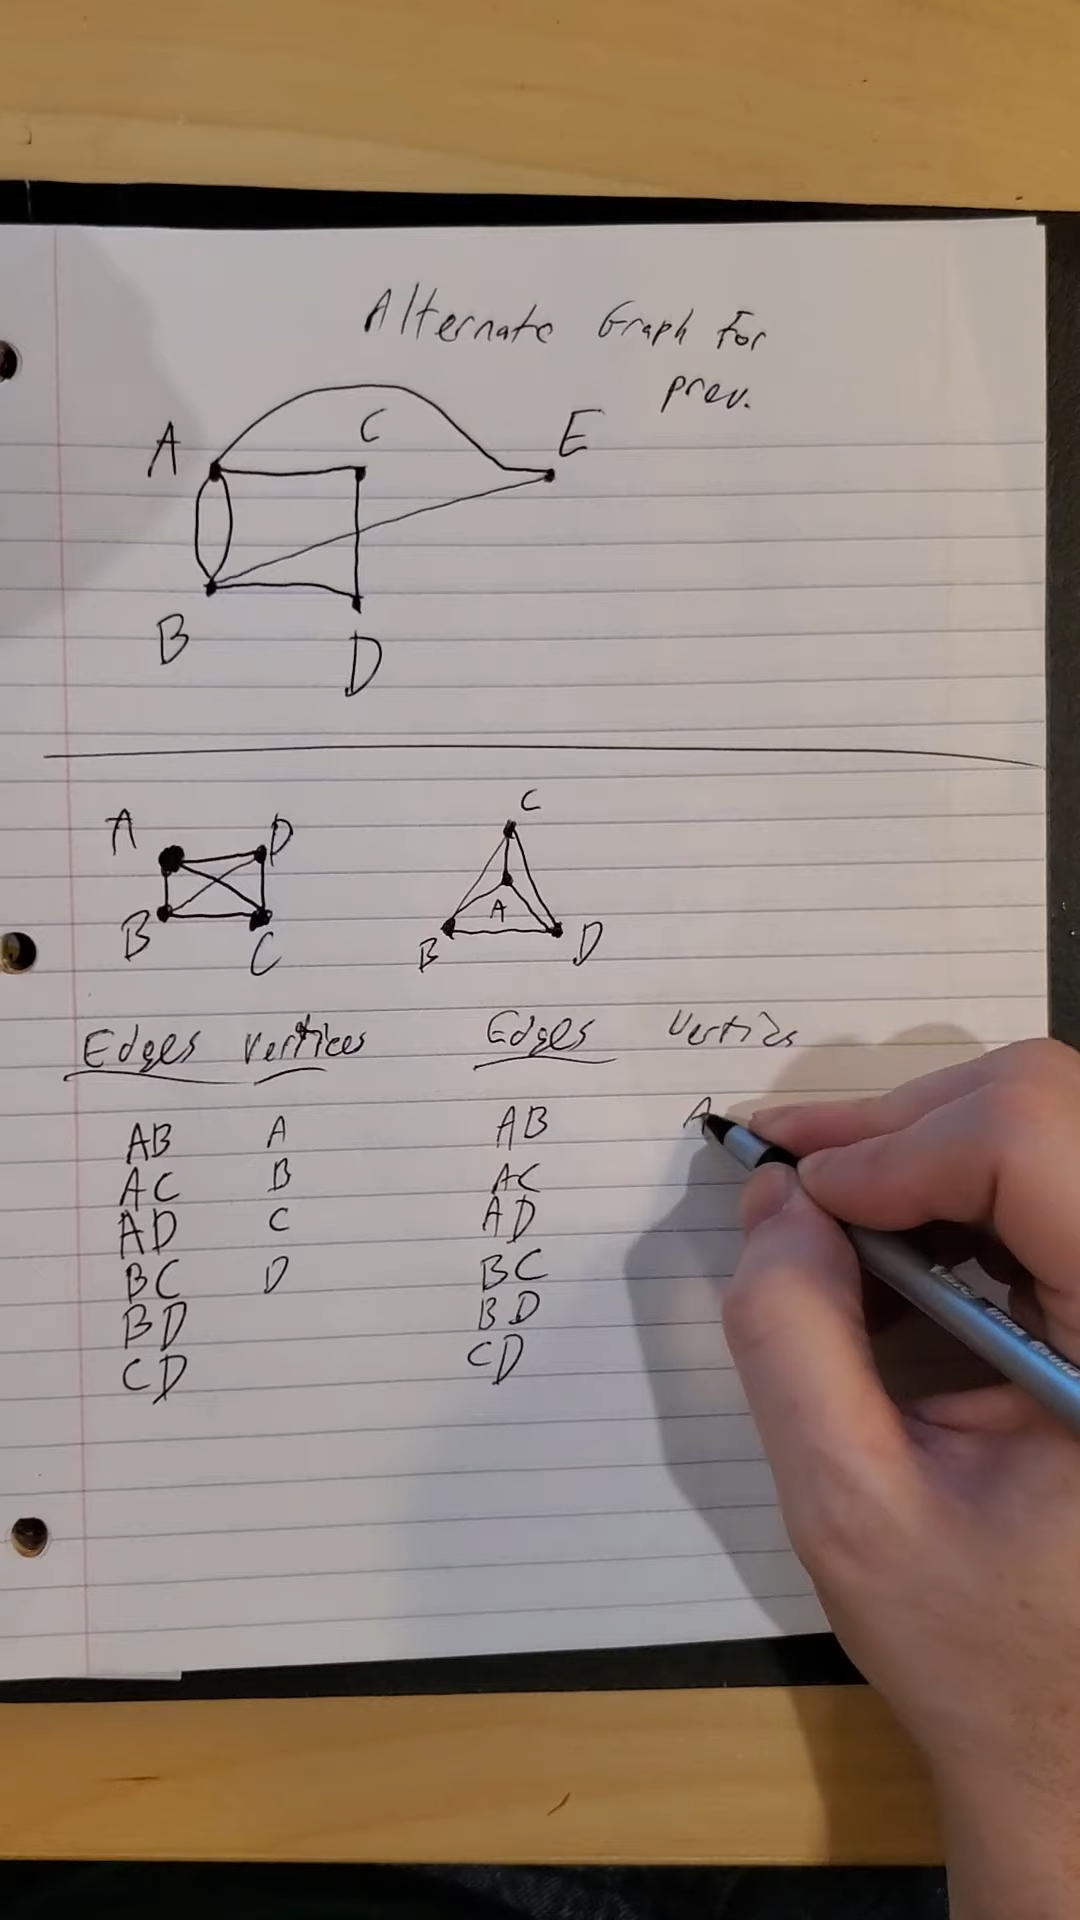 Alternate Graph For
prev.
A C E
B D
A D C
B C A
B D
Edges Vertices Edges Vertics
AB A AB A
AC B AC
AD C AD
BC D BC
BD BD
CD CD